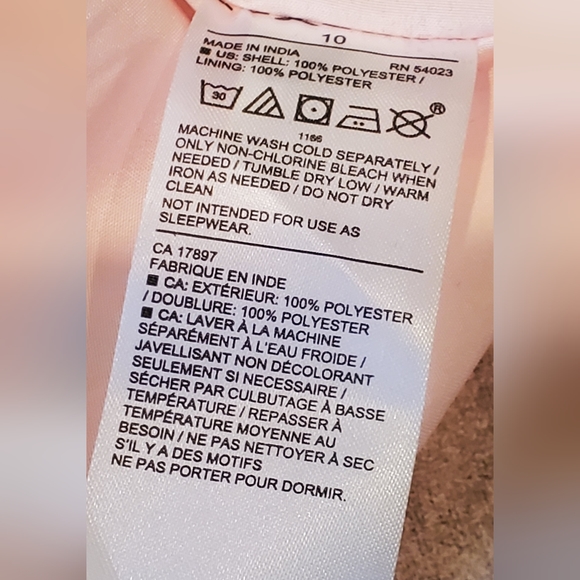 10
MADE IN INDIA RN 54023
US: SHELL: 100% POLYESTER /
LINING: 100% POLYESTER
30
®
1166
MACHINE WASH COLD SEPARATELY /
ONLY NON-CHLORINE BLEACH WHEN
NEEDED / TUMBLE DRY LOW / WARM
IRON AS NEEDED / DO NOT DRY
CLEAN
NOT INTENDED FOR USE AS
SLEEPWEAR.
CA 17897
FABRIQUE EN INDE
CA: EXTÉRIEUR: 100% POLYESTER
/ DOUBLURE: 100% POLYESTER
CA: LAVER À LA MACHINE
SÉPARÉMENT À L'EAU FROIDE /
JAVELLISANT NON DÉCOLORANT
SEULEMENT SI NECESSAIRE /
SÉCHER PAR CULBUTAGE À BASSE
TEMPÉRATURE / REPASSER À
TEMPÉRATURE MOYENNE AU
BESOIN / NE PAS NETTOYER À SEC
S'IL Y A DES MOTIFS
NE PAS PORTER POUR DORMIR.